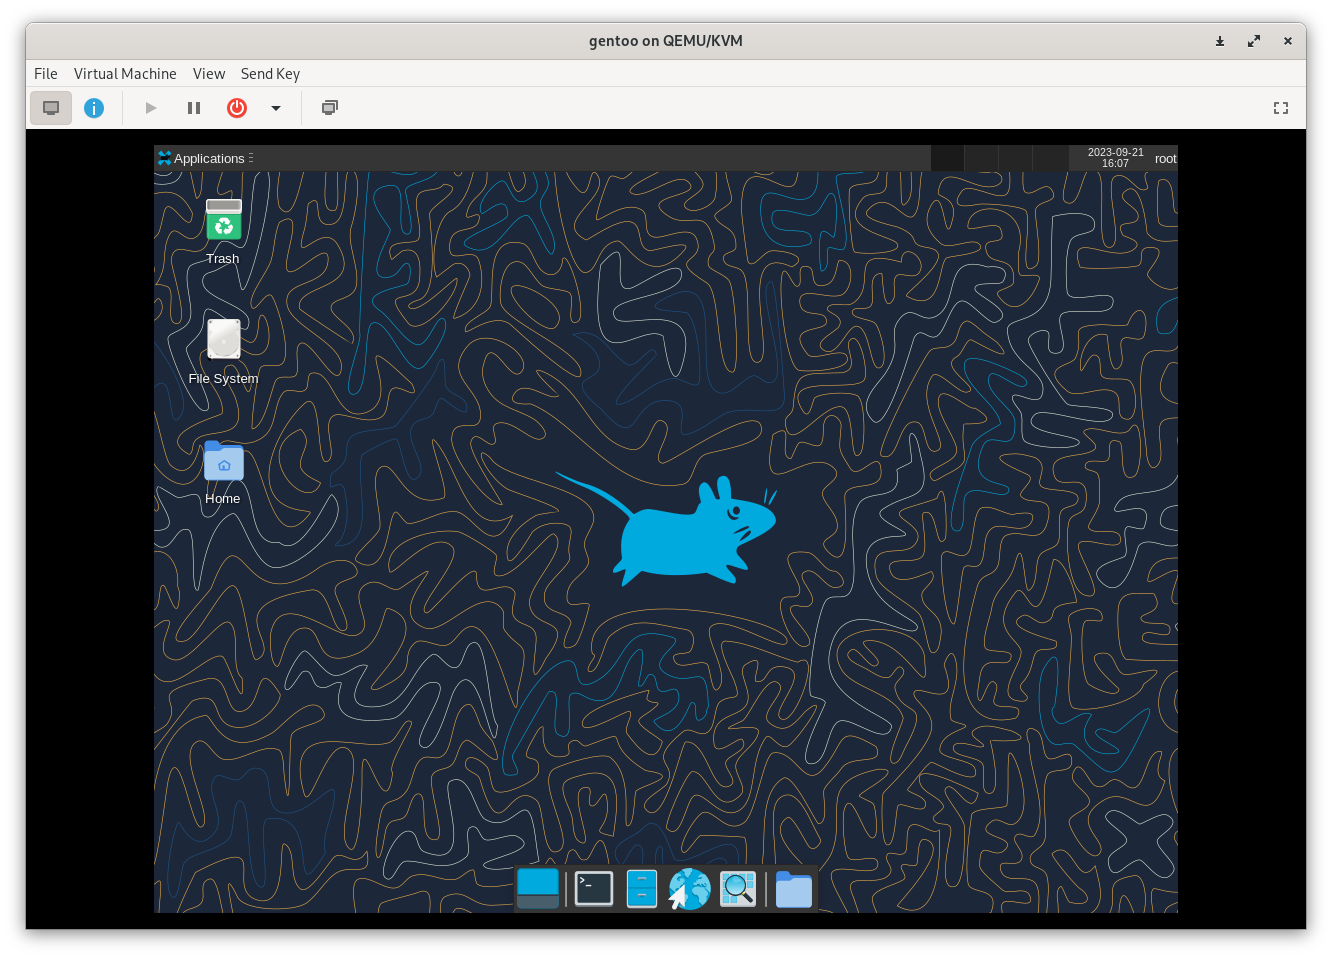 gentoo on QEMU/KVM
File Virtual Machine View Send Key
Applications
2023-09-21
16:07
root
Trash
File System
Home
>_